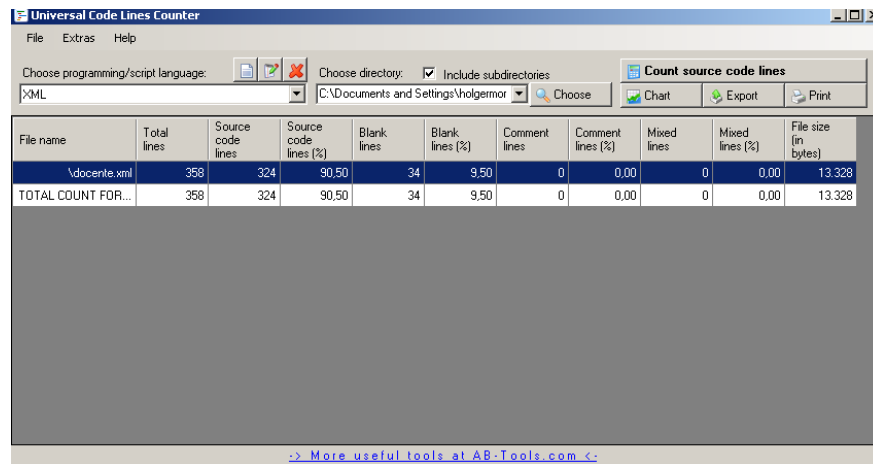 Universal Code Lines Counter
File Extras Help
Choose programming/script language: Choose directory: Include subdirectories Count source code lines
XML C:\Documents and Settings\holgermor Choose Chart Export Print
File name Total lines Source code lines Source code lines (%) Blank lines Blank lines (%) Comment lines Comment lines (%) Mixed lines Mixed lines (%) File size (in bytes)
\docente.xml 358 324 90,50 34 9,50 0 0,00 0 0,00 13.328
TOTAL COUNT FOR... 358 324 90,50 34 9,50 0 0,00 0 0,00 13.328
-> More useful tools at AB-Tools.com <-